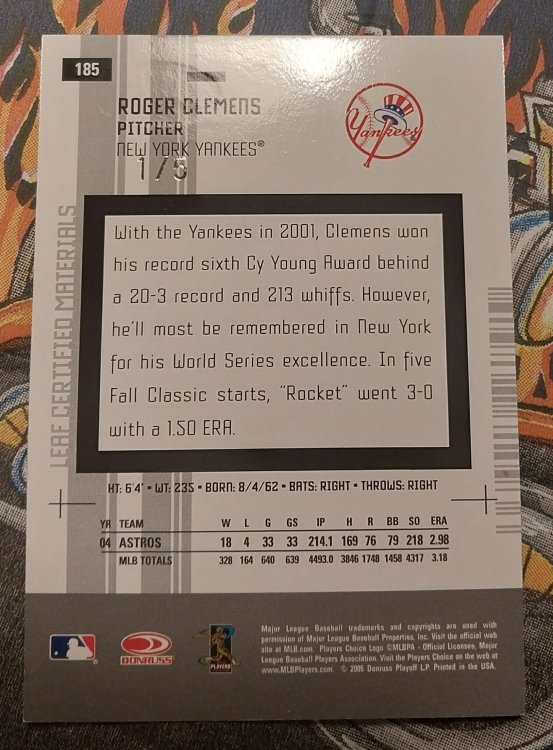 185
ROGER CLEMENS
PITCHER
NEW YORK YANKEES®
1/5
Yankees
LEAF CERTIFIED MATERIALS
With the Yankees in 2001, Clemens won
his record sixth Cy Young Award behind
a 20-3 record and 213 whiffs. However,
he'll most be remembered in New York
for his World Series excellence. In five
Fall Classic starts, "Rocket" went 3-0
with a 1.50 ERA.
HT: 6'4" • WT: 235 • BORN: 8/4/62 • BATS: RIGHT • THROWS: RIGHT
YR TEAM W L G GS IP H R BB SO ERA
04 ASTROS 18 4 33 33 214.1 169 76 79 218 2.98
MLB TOTALS 328 164 640 639 4493.0 3846 1748 1458 4317 3.18
DONRUSS
PLAYERS
Major League Baseball trademarks and copyrights are used with
permission of Major League Baseball Properties, Inc. Visit the official web
site at MLB.com. Players Choice Logo ©MLBPA - Official Licensee, Major
League Baseball Players Association. Visit the Players Choice on the web at
www.MLBPlayers.com. © 2005 Donruss Playoff L.P. Printed in the USA.